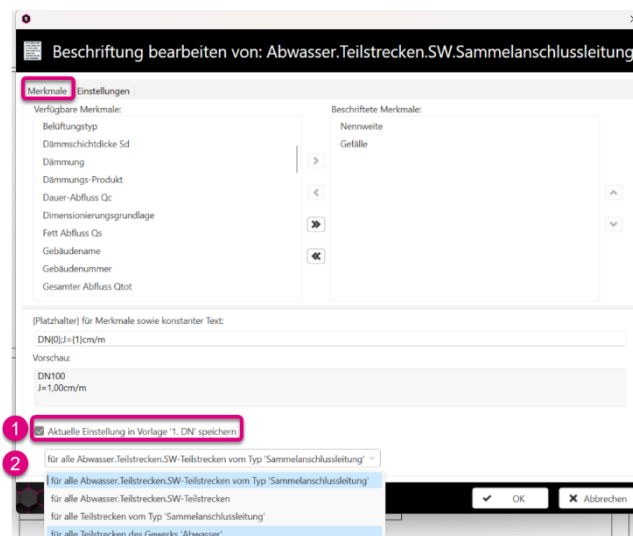 Beschriftung bearbeiten von: Abwasser.Teilstrecken.SW.Sammelanschlussleitung
Merkmale Einstellungen
Verfügbare Merkmale:
Beschriftete Merkmale:
Belüftungstyp
Dämmschichtdicke Sd
Dämmung
Dämmungs-Produkt
Dauer-Abfluss Qc
Dimensionierungsgrundlage
Fett Abfluss Qs
Gebäudename
Gebäudenummer
Gesamter Abfluss Qtot
Nennweite
Gefälle
{Platzhalter} für Merkmale sowie konstanter Text:
DN{0};J={1}cm/m
Vorschau:
DN100
J=1,00cm/m
1 Aktuelle Einstellung in Vorlage '1. DN' speichern
2 für alle Abwasser.Teilstrecken.SW-Teilstrecken vom Typ 'Sammelanschlussleitung'
für alle Abwasser.Teilstrecken.SW-Teilstrecken vom Typ 'Sammelanschlussleitung'
für alle Abwasser.Teilstrecken.SW-Teilstrecken
für alle Teilstrecken vom Typ 'Sammelanschlussleitung'
für alle Teilstrecken des Gewerks 'Abwasser'
OK Abbrechen